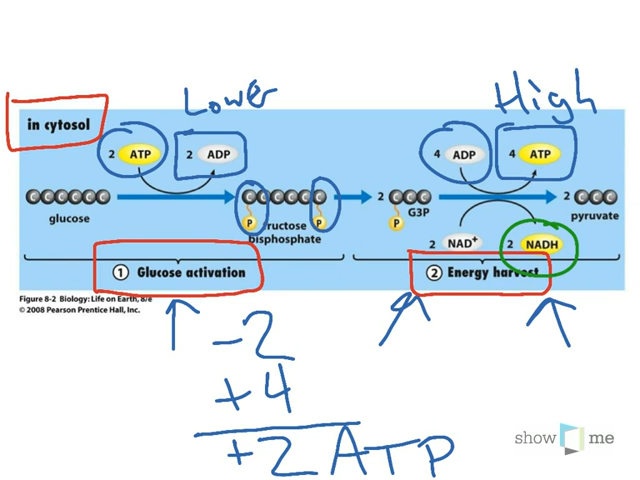 Lower
High
in cytosol
2 ATP
2 ADP
4 ADP
4 ATP
glucose
P
P
fructose
bisphosphate
2
G3P
P
2
pyruvate
2 NAD+
2 NADH
1 Glucose activation
2 Energy harvest
Figure 8-2 Biology: Life on Earth, 8/e
© 2008 Pearson Prentice Hall, Inc.
-2
+4
+2 ATP
show me